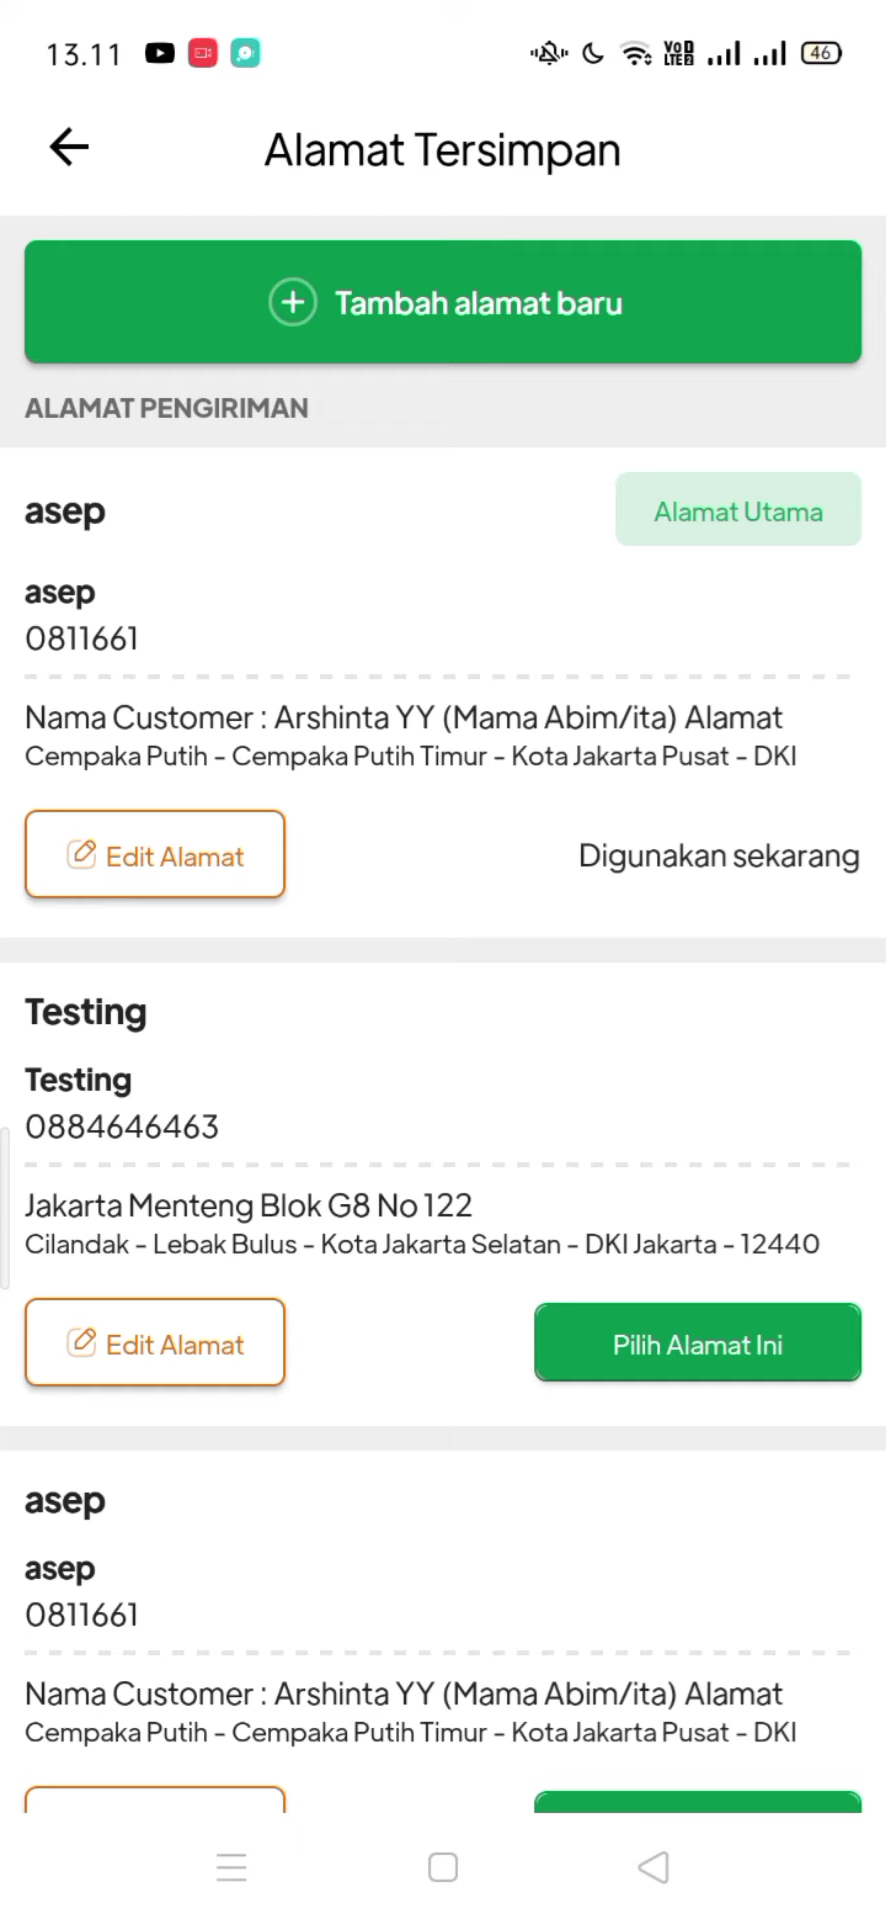 13.11
VoD
LTE2
46
Alamat Tersimpan
Tambah alamat baru
ALAMAT PENGIRIMAN
asep
Alamat Utama
asep
0811661
Nama Customer : Arshinta YY (Mama Abim/ita) Alamat
Cempaka Putih - Cempaka Putih Timur - Kota Jakarta Pusat - DKI
Edit Alamat
Digunakan sekarang
Testing
Testing
0884646463
Jakarta Menteng Blok G8 No 122
Cilandak - Lebak Bulus - Kota Jakarta Selatan - DKI Jakarta - 12440
Edit Alamat
Pilih Alamat Ini
asep
asep
0811661
Nama Customer : Arshinta YY (Mama Abim/ita) Alamat
Cempaka Putih - Cempaka Putih Timur - Kota Jakarta Pusat - DKI